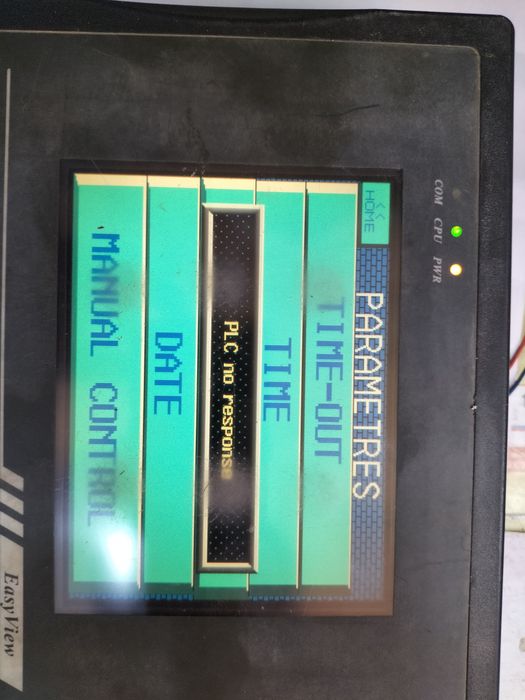 COM CPU PWR
<< HOME
PARAMETRES
TIME-OUT
TIME
PLC no response
DATE
MANUAL CONTROL
EasyView